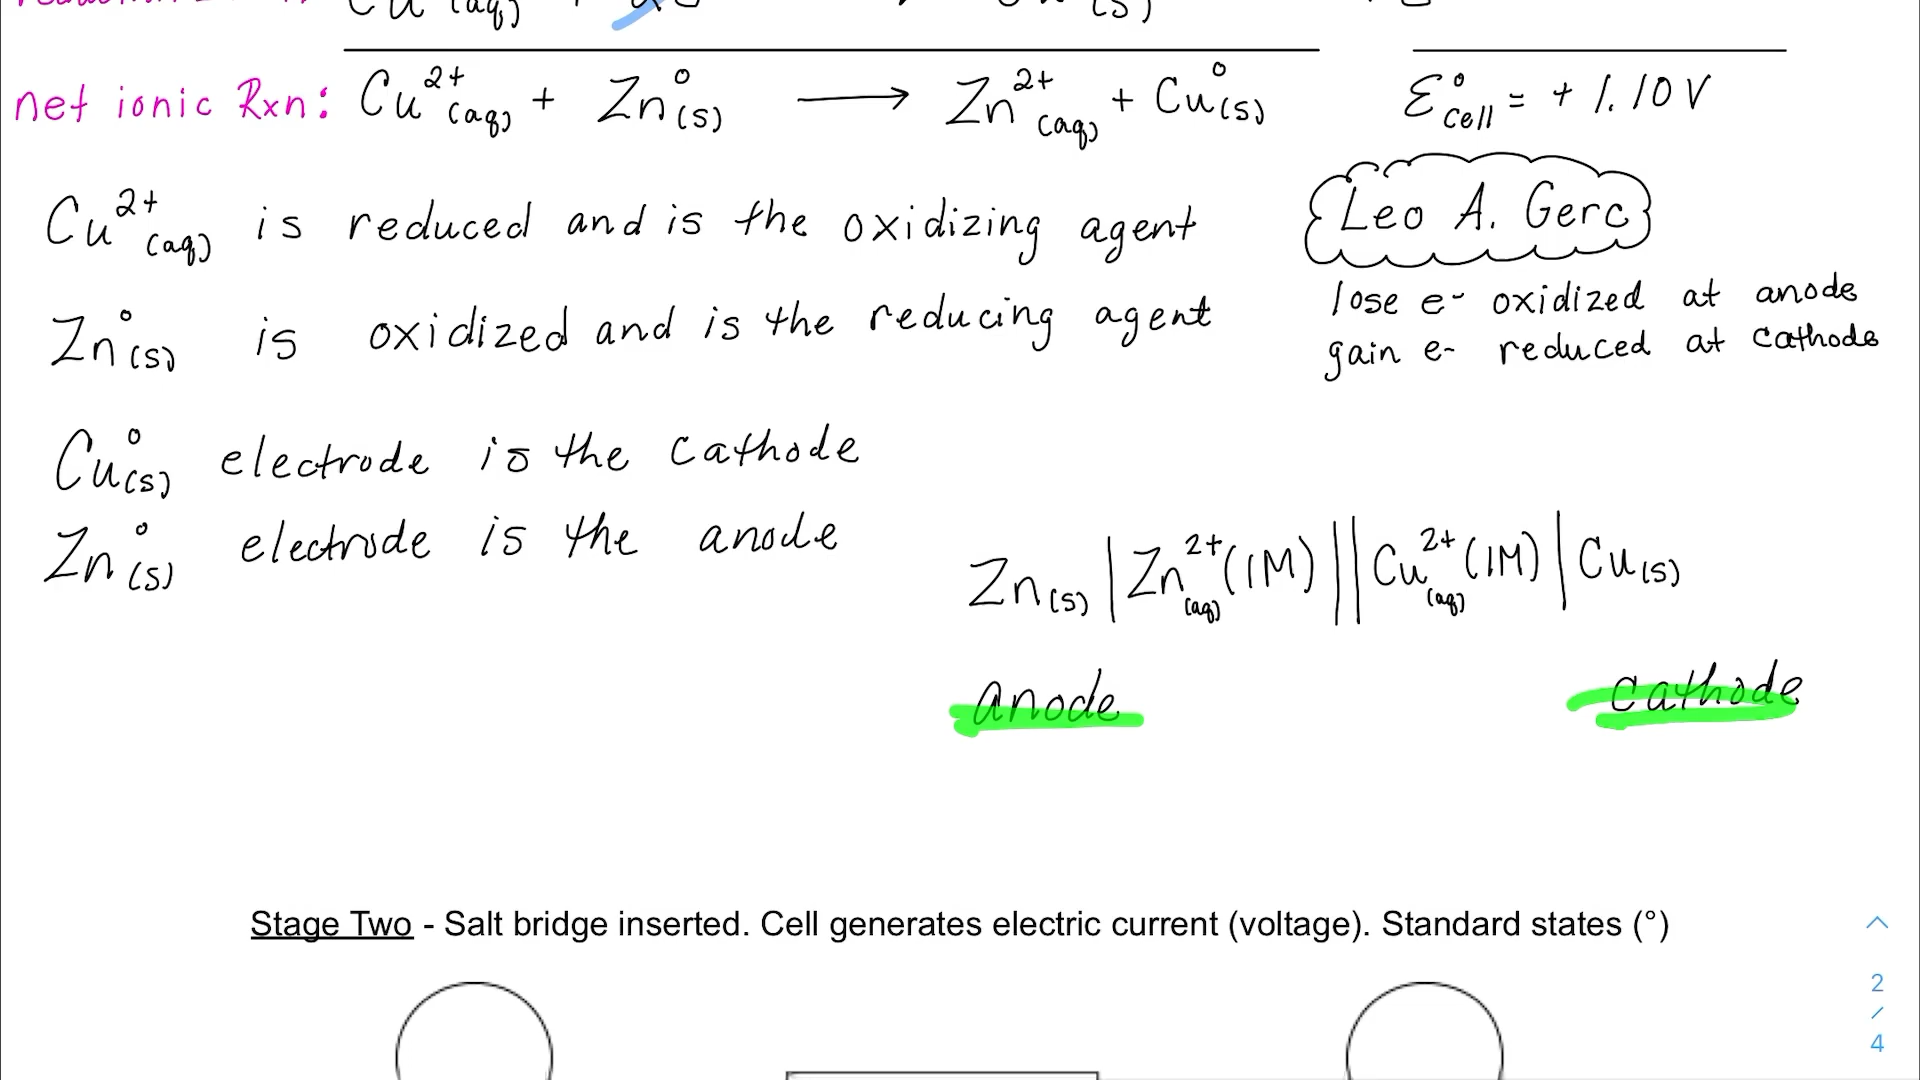 net ionic Rxn: Cu²⁺(aq) + Zn°(s) → Zn²⁺(aq) + Cu°(s) Ɛ°cell = + 1.10 V
Cu²⁺(aq) is reduced and is the oxidizing agent
Leo A. Gerc
Zn°(s) is oxidized and is the reducing agent
lose e- oxidized at anode
gain e- reduced at cathode
Cu°(s) electrode is the cathode
Zn°(s) electrode is the anode
Zn(s) | Zn²⁺(aq) (1M) || Cu²⁺(aq) (1M) | Cu(s)
anode cathode
Stage Two - Salt bridge inserted. Cell generates electric current (voltage). Standard states (°)
2
/
4